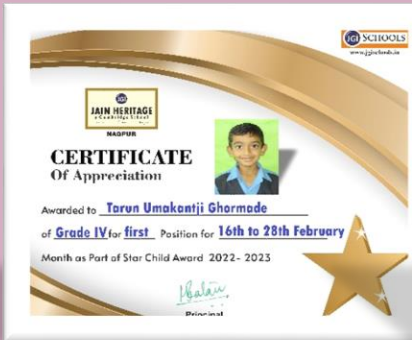 JGI SCHOOLS
www.jgischools.in
JGI
JAIN HERITAGE
a Cambridge School
NAGPUR
CERTIFICATE
Of Appreciation
Awarded to Tarun Umakantji Ghormade
of Grade IV for first Position for 16th to 28th February
Month as Part of Star Child Award 2022- 2023
Principal